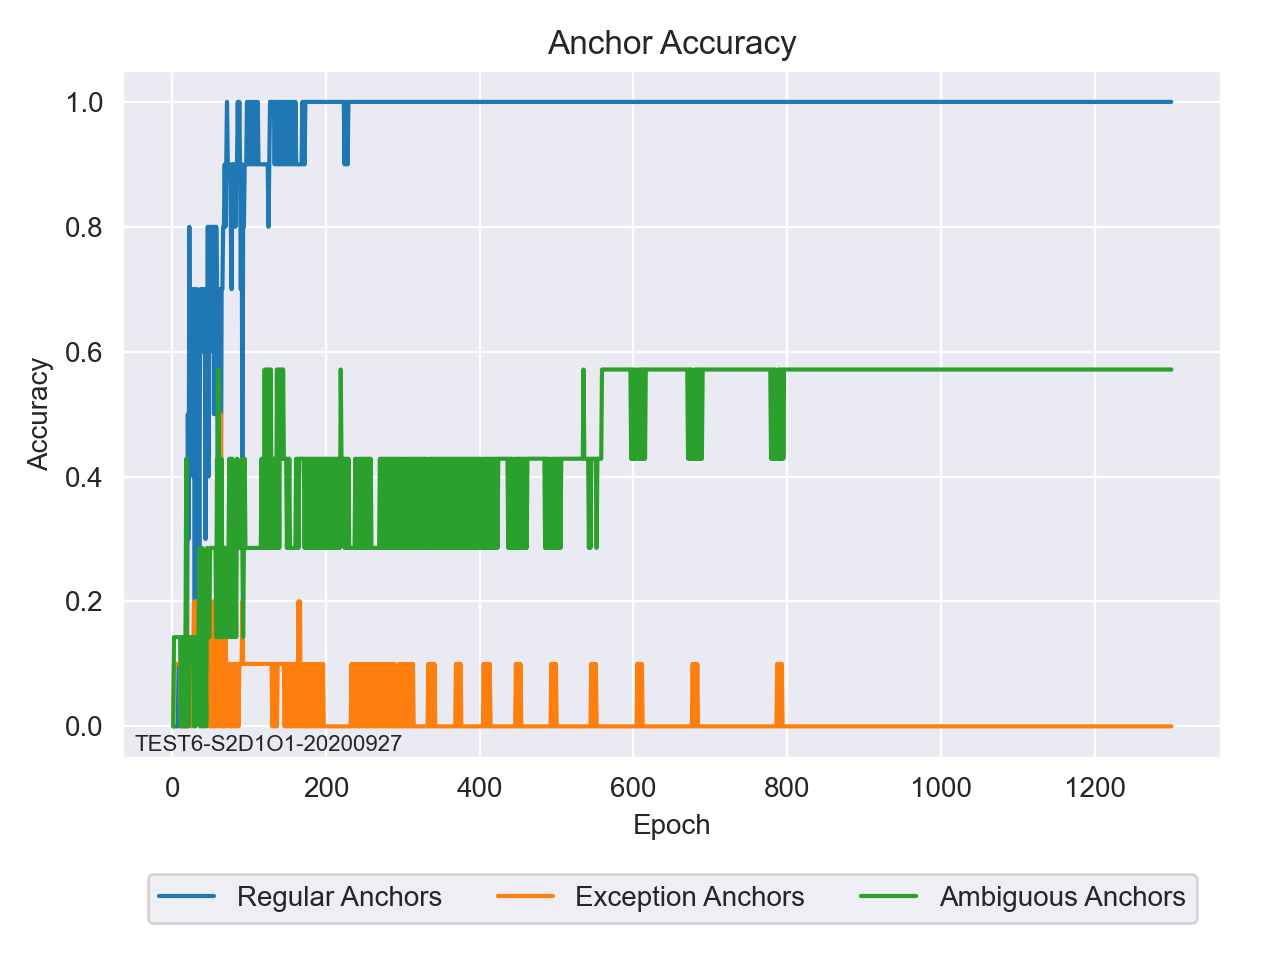 Anchor Accuracy
1.0
0.8
0.6
0.4
0.2
0.0
Accuracy
TEST6-S2D1O1-20200927
0 200 400 600 800 1000 1200
Epoch
Regular Anchors Exception Anchors Ambiguous Anchors